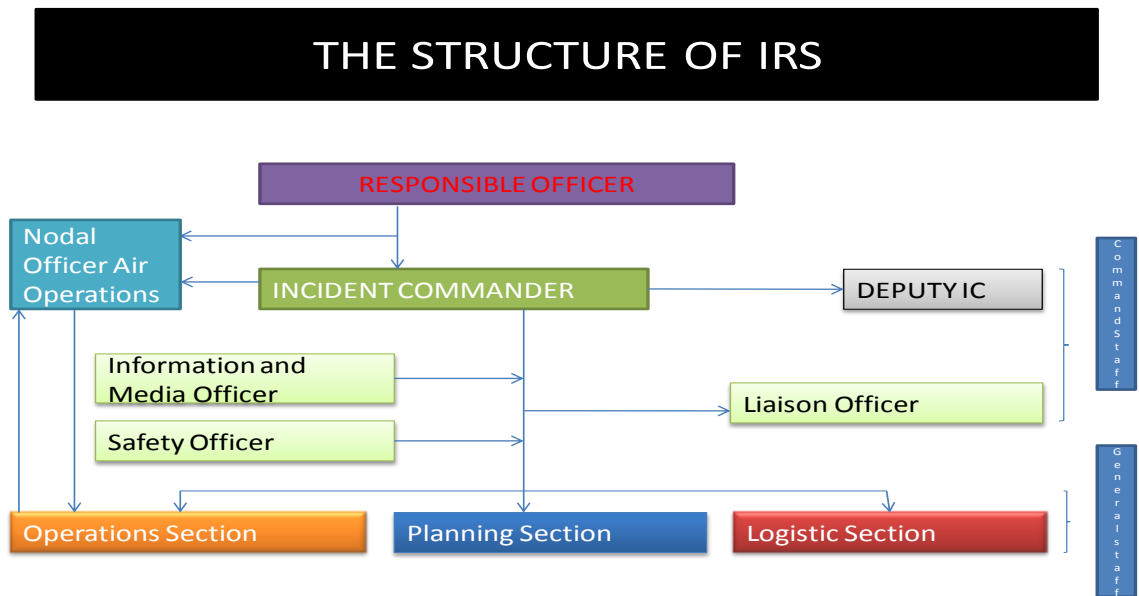 THE STRUCTURE OF IRS
RESPONSIBLE OFFICER
Nodal
Officer Air
Operations
INCIDENT COMMANDER
DEPUTY IC
Command Staff
Information and
Media Officer
Liaison Officer
Safety Officer
Operations Section
Planning Section
Logistic Section
General staff